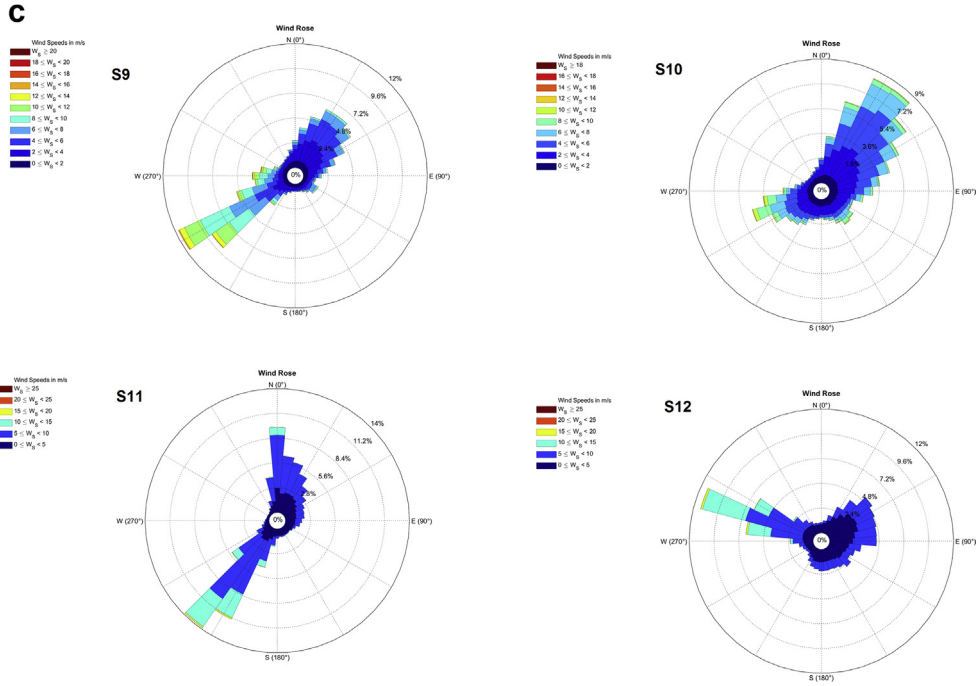 C
Wind Rose
N (0°)
Wind Speeds in m/s
W_S ≥ 20
18 ≤ W_S < 20
16 ≤ W_S < 18
14 ≤ W_S < 16
12 ≤ W_S < 14
10 ≤ W_S < 12
8 ≤ W_S < 10
6 ≤ W_S < 8
4 ≤ W_S < 6
2 ≤ W_S < 4
0 ≤ W_S < 2
S9
12%
9.6%
7.2%
4.8%
2.4%
0%
W (270°)
E (90°)
S (180°)
Wind Rose
N (0°)
Wind Speeds in m/s
W_S ≥ 18
16 ≤ W_S < 18
14 ≤ W_S < 16
12 ≤ W_S < 14
10 ≤ W_S < 12
8 ≤ W_S < 10
6 ≤ W_S < 8
4 ≤ W_S < 6
2 ≤ W_S < 4
0 ≤ W_S < 2
S10
9%
7.2%
5.4%
3.6%
0%
W (270°)
E (90°)
S (180°)
Wind Rose
N (0°)
Wind Speeds in m/s
W_S ≥ 25
20 ≤ W_S < 25
15 ≤ W_S < 20
10 ≤ W_S < 15
5 ≤ W_S < 10
0 ≤ W_S < 5
S11
14%
11.2%
8.4%
5.6%
2.8%
0%
W (270°)
E (90°)
S (180°)
Wind Rose
N (0°)
Wind Speeds in m/s
W_S ≥ 25
20 ≤ W_S < 25
15 ≤ W_S < 20
10 ≤ W_S < 15
5 ≤ W_S < 10
0 ≤ W_S < 5
S12
12%
9.6%
7.2%
4.8%
0%
W (270°)
E (90°)
S (180°)